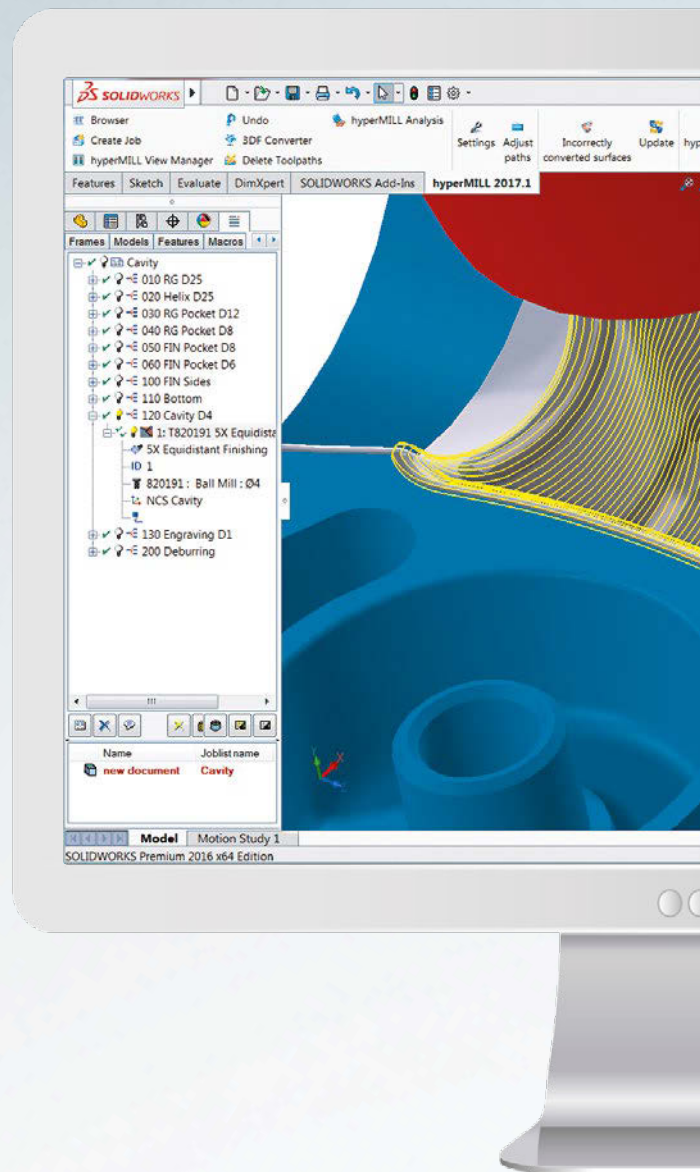 SOLIDWORKS
Browser Undo hyperMILL Analysis
Create Job 3DF Converter
hyperMILL View Manager Delete Toolpaths
Settings Adjust paths Incorrectly converted surfaces Update
Features Sketch Evaluate DimXpert SOLIDWORKS Add-Ins hyperMILL 2017.1
Frames Models Features Macros
Cavity
010 RG D25
020 Helix D25
030 RG Pocket D12
040 RG Pocket D8
050 FIN Pocket D8
060 FIN Pocket D6
100 FIN Sides
110 Bottom
120 Cavity D4
1: T820191 5X Equidista
5X Equidistant Finishing
ID 1
820191 : Ball Mill : Ø4
NCS Cavity
130 Engraving D1
200 Deburring
Name Joblist name
new document Cavity
Y X
Model Motion Study 1
SOLIDWORKS Premium 2016 x64 Edition